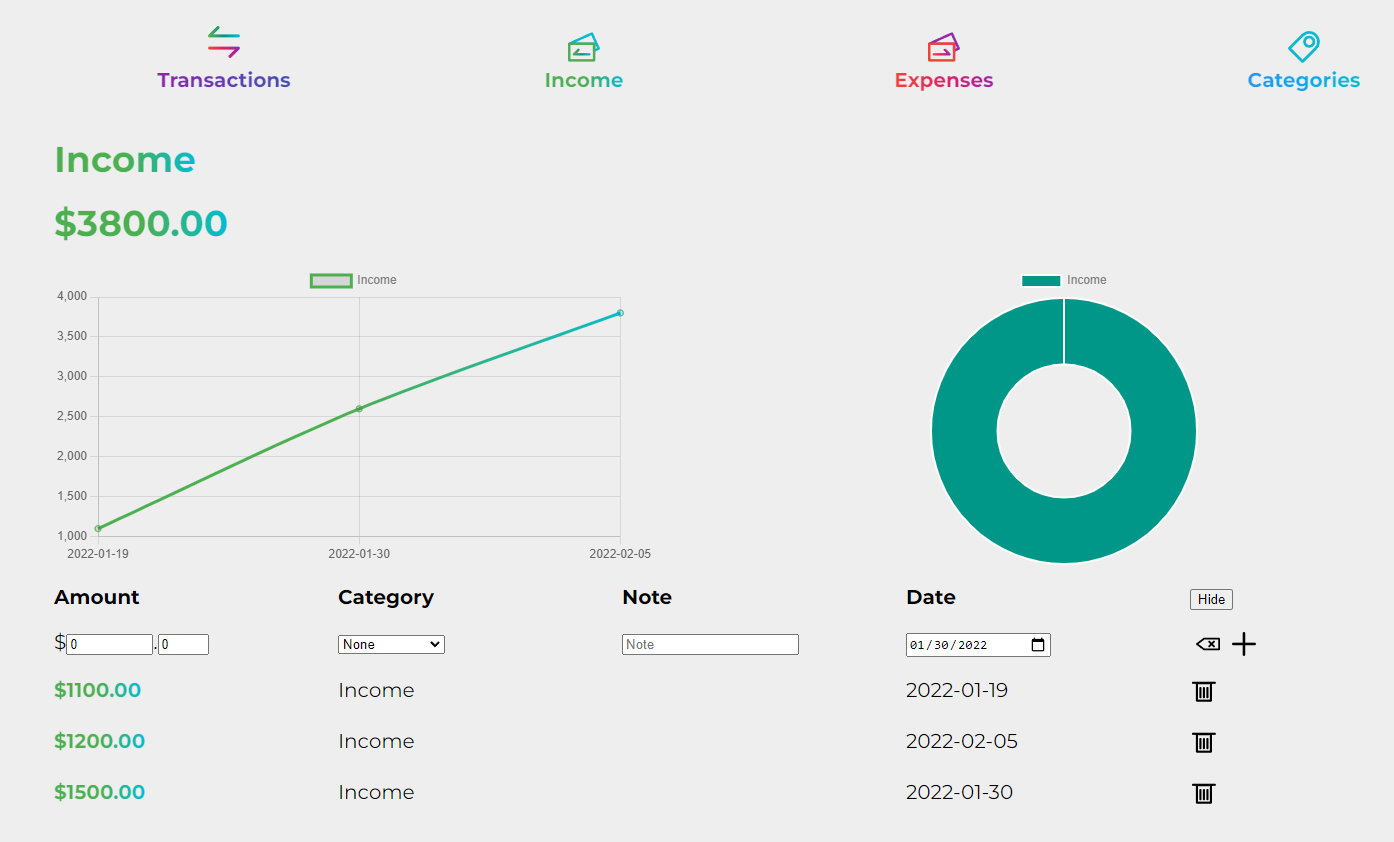 Transactions Income Expenses Categories
Income
$3800.00
Income
4,000
3,500
3,000
2,500
2,000
1,500
1,000
2022-01-19 2022-01-30 2022-02-05
Income
Amount Category Note Date Hide
$0.0 None Note 01/30/2022
$1100.00 Income 2022-01-19
$1200.00 Income 2022-02-05
$1500.00 Income 2022-01-30